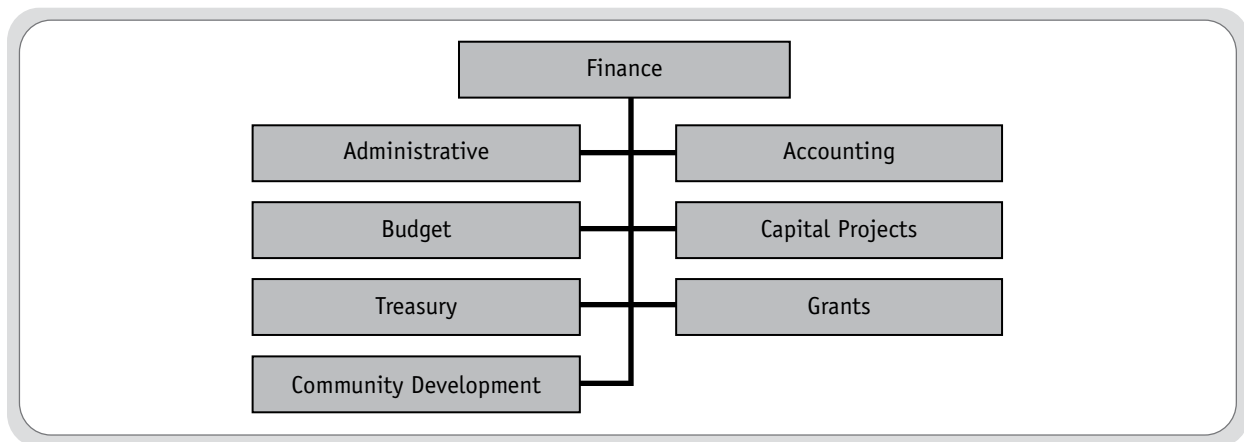 Finance
Administrative
Accounting
Budget
Capital Projects
Treasury
Grants
Community Development